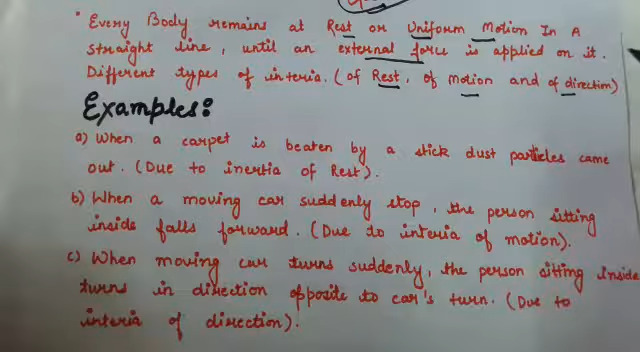 • Every Body remains at Rest or Uniform Motion In A
straight line, until an external force is applied on it.
Different types of interia. (of Rest, of motion and of direction)
Examples:
a) When a carpet is beaten by a stick dust particles came
out. (Due to inertia of Rest).
b) When a moving car suddenly stop, the person sitting
inside falls forward. (Due to interia of motion).
c) When moving car turns suddenly, the person sitting inside
turns in direction opposite to car's turn. (Due to
interia of direction).